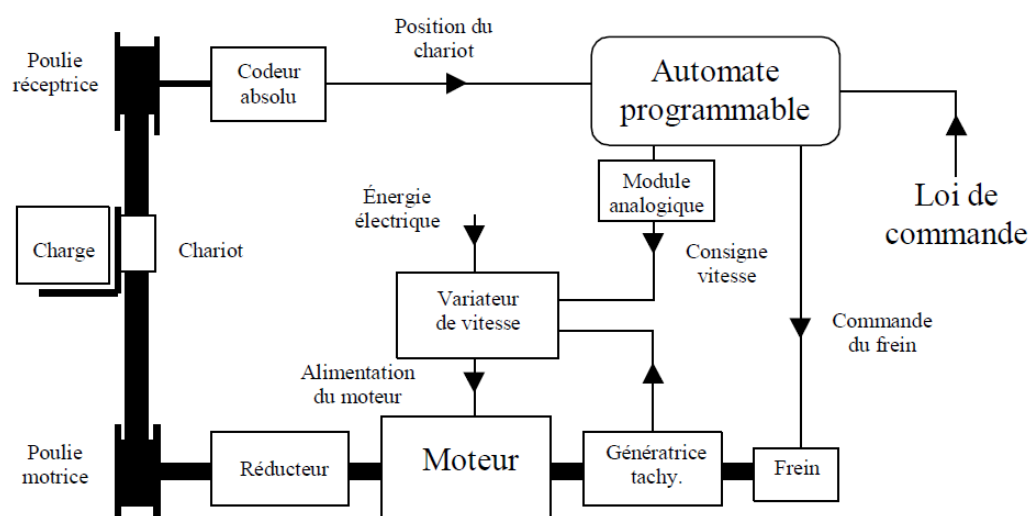 Poulie
réceptrice
Codeur
absolu
Position du
chariot
Automate
programmable
Module
analogique
Loi de
commande
Énergie
électrique
Charge
Chariot
Consigne
vitesse
Variateur
de vitesse
Commande
du frein
Alimentation
du moteur
Poulie
motrice
Réducteur
Moteur
Génératrice
tachy.
Frein